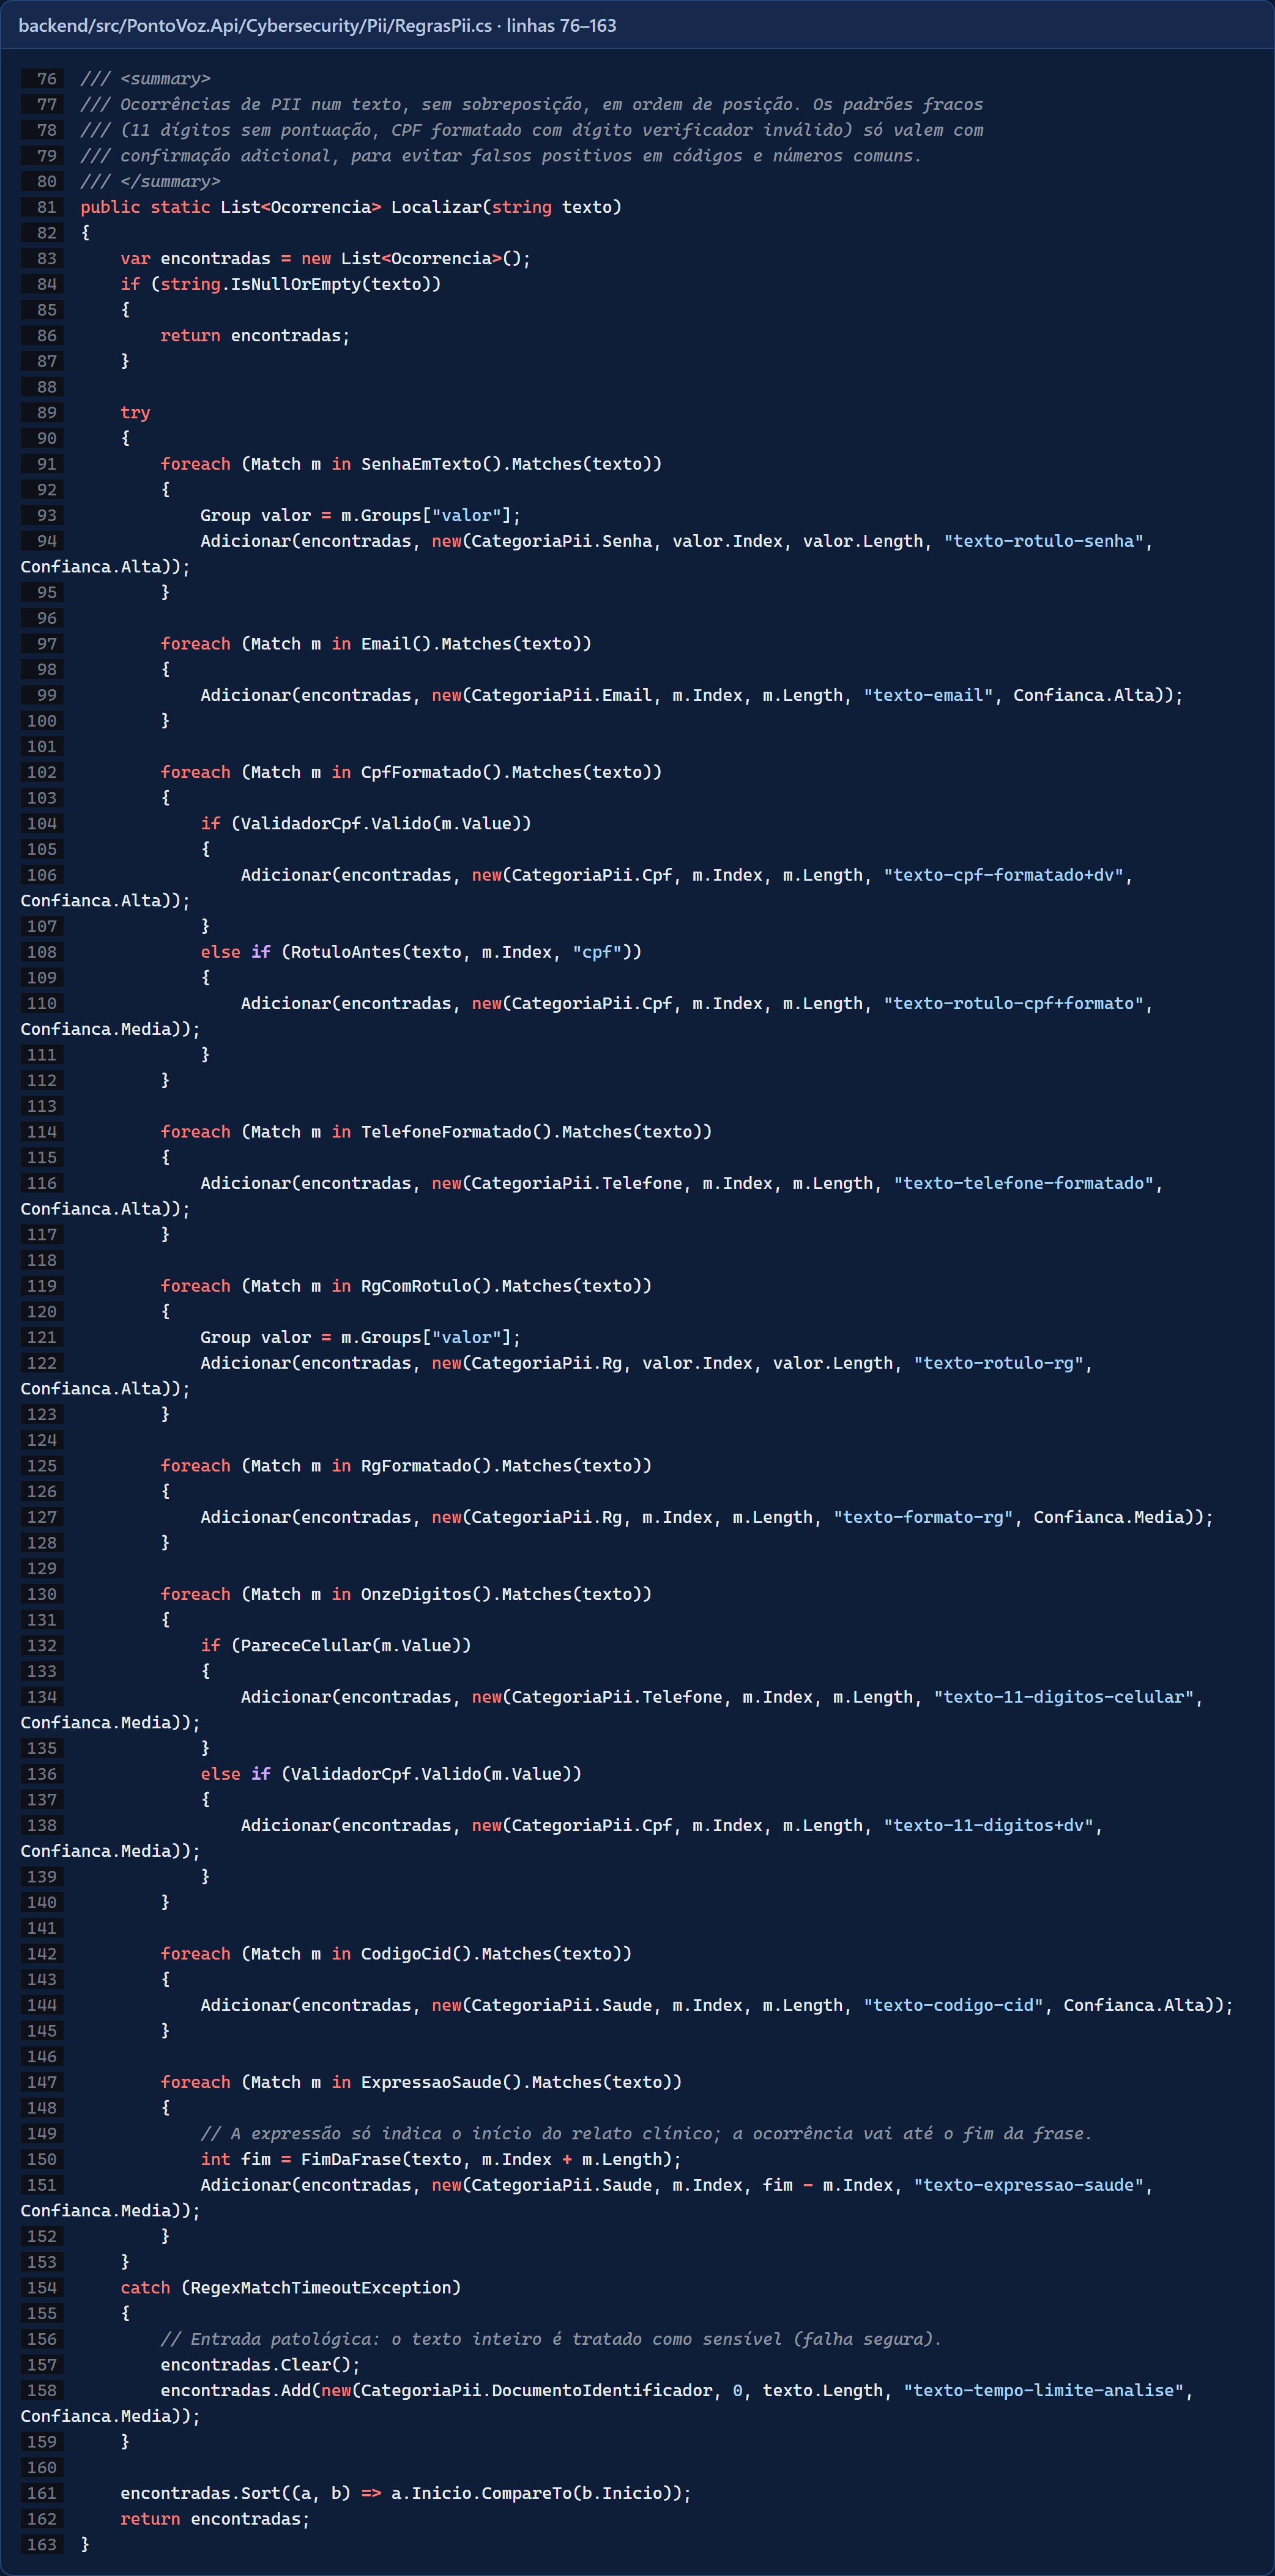 backend/src/PontoVoz.Api/Cybersecurity/Pii/RegrasPii.cs · linhas 76–163
76 /// <summary>
77 /// Ocorrências de PII num texto, sem sobreposição, em ordem de posição. Os padrões fracos
78 /// (11 dígitos sem pontuação, CPF formatado com dígito verificador inválido) só valem com
79 /// confirmação adicional, para evitar falsos positivos em códigos e números comuns.
80 /// </summary>
81 public static List<Ocorrencia> Localizar(string texto)
82 {
83     var encontradas = new List<Ocorrencia>();
84     if (string.IsNullOrEmpty(texto))
85     {
86         return encontradas;
87     }
88
89     try
90     {
91         foreach (Match m in SenhaEmTexto().Matches(texto))
92         {
93             Group valor = m.Groups["valor"];
94             Adicionar(encontradas, new(CategoriaPii.Senha, valor.Index, valor.Length, "texto-rotulo-senha",
Confianca.Alta));
95         }
96
97         foreach (Match m in Email().Matches(texto))
98         {
99             Adicionar(encontradas, new(CategoriaPii.Email, m.Index, m.Length, "texto-email", Confianca.Alta));
100         }
101
102         foreach (Match m in CpfFormatado().Matches(texto))
103         {
104             if (ValidadorCpf.Valido(m.Value))
105             {
106                 Adicionar(encontradas, new(CategoriaPii.Cpf, m.Index, m.Length, "texto-cpf-formatado+dv",
Confianca.Alta));
107             }
108             else if (RotuloAntes(texto, m.Index, "cpf"))
109             {
110                 Adicionar(encontradas, new(CategoriaPii.Cpf, m.Index, m.Length, "texto-rotulo-cpf+formato",
Confianca.Media));
111             }
112         }
113
114         foreach (Match m in TelefoneFormatado().Matches(texto))
115         {
116             Adicionar(encontradas, new(CategoriaPii.Telefone, m.Index, m.Length, "texto-telefone-formatado",
Confianca.Alta));
117         }
118
119         foreach (Match m in RgComRotulo().Matches(texto))
120         {
121             Group valor = m.Groups["valor"];
122             Adicionar(encontradas, new(CategoriaPii.Rg, valor.Index, valor.Length, "texto-rotulo-rg",
Confianca.Alta));
123         }
124
125         foreach (Match m in RgFormatado().Matches(texto))
126         {
127             Adicionar(encontradas, new(CategoriaPii.Rg, m.Index, m.Length, "texto-formato-rg", Confianca.Media));
128         }
129
130         foreach (Match m in OnzeDigitos().Matches(texto))
131         {
132             if (PareceCelular(m.Value))
133             {
134                 Adicionar(encontradas, new(CategoriaPii.Telefone, m.Index, m.Length, "texto-11-digitos-celular",
Confianca.Media));
135             }
136             else if (ValidadorCpf.Valido(m.Value))
137             {
138                 Adicionar(encontradas, new(CategoriaPii.Cpf, m.Index, m.Length, "texto-11-digitos+dv",
Confianca.Media));
139             }
140         }
141
142         foreach (Match m in CodigoCid().Matches(texto))
143         {
144             Adicionar(encontradas, new(CategoriaPii.Saude, m.Index, m.Length, "texto-codigo-cid", Confianca.Alta));
145         }
146
147         foreach (Match m in ExpressaoSaude().Matches(texto))
148         {
149             // A expressão só indica o início do relato clínico; a ocorrência vai até o fim da frase.
150             int fim = FimDaFrase(texto, m.Index + m.Length);
151             Adicionar(encontradas, new(CategoriaPii.Saude, m.Index, fim - m.Index, "texto-expressao-saude",
Confianca.Media));
152         }
153     }
154     catch (RegexMatchTimeoutException)
155     {
156         // Entrada patológica: o texto inteiro é tratado como sensível (falha segura).
157         encontradas.Clear();
158         encontradas.Add(new(CategoriaPii.DocumentoIdentificador, 0, texto.Length, "texto-tempo-limite-analise",
Confianca.Media));
159     }
160
161     encontradas.Sort((a, b) => a.Inicio.CompareTo(b.Inicio));
162     return encontradas;
163 }